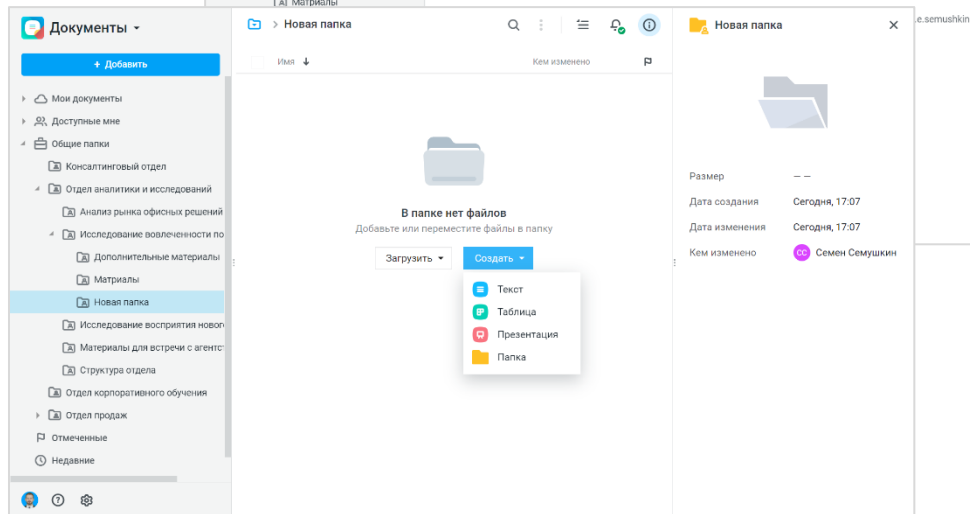 Матриалы
.e.semushkin
Документы
+ Добавить
Мои документы
Доступные мне
Общие папки
Консалтинговый отдел
Отдел аналитики и исследований
Анализ рынка офисных решений
Исследование вовлеченности по
Дополнительные материалы
Матриалы
Новая папка
Исследование восприятия нового
Материалы для встречи с агентс
Структура отдела
Отдел корпоративного обучения
Отдел продаж
Отмеченные
Недавние
> Новая папка
Имя ↓ Кем изменено
В папке нет файлов
Добавьте или переместите файлы в папку
Загрузить Создать
Текст
Таблица
Презентация
Папка
Новая папка
Размер – –
Дата создания Сегодня, 17:07
Дата изменения Сегодня, 17:07
Кем изменено СС Семен Семушкин